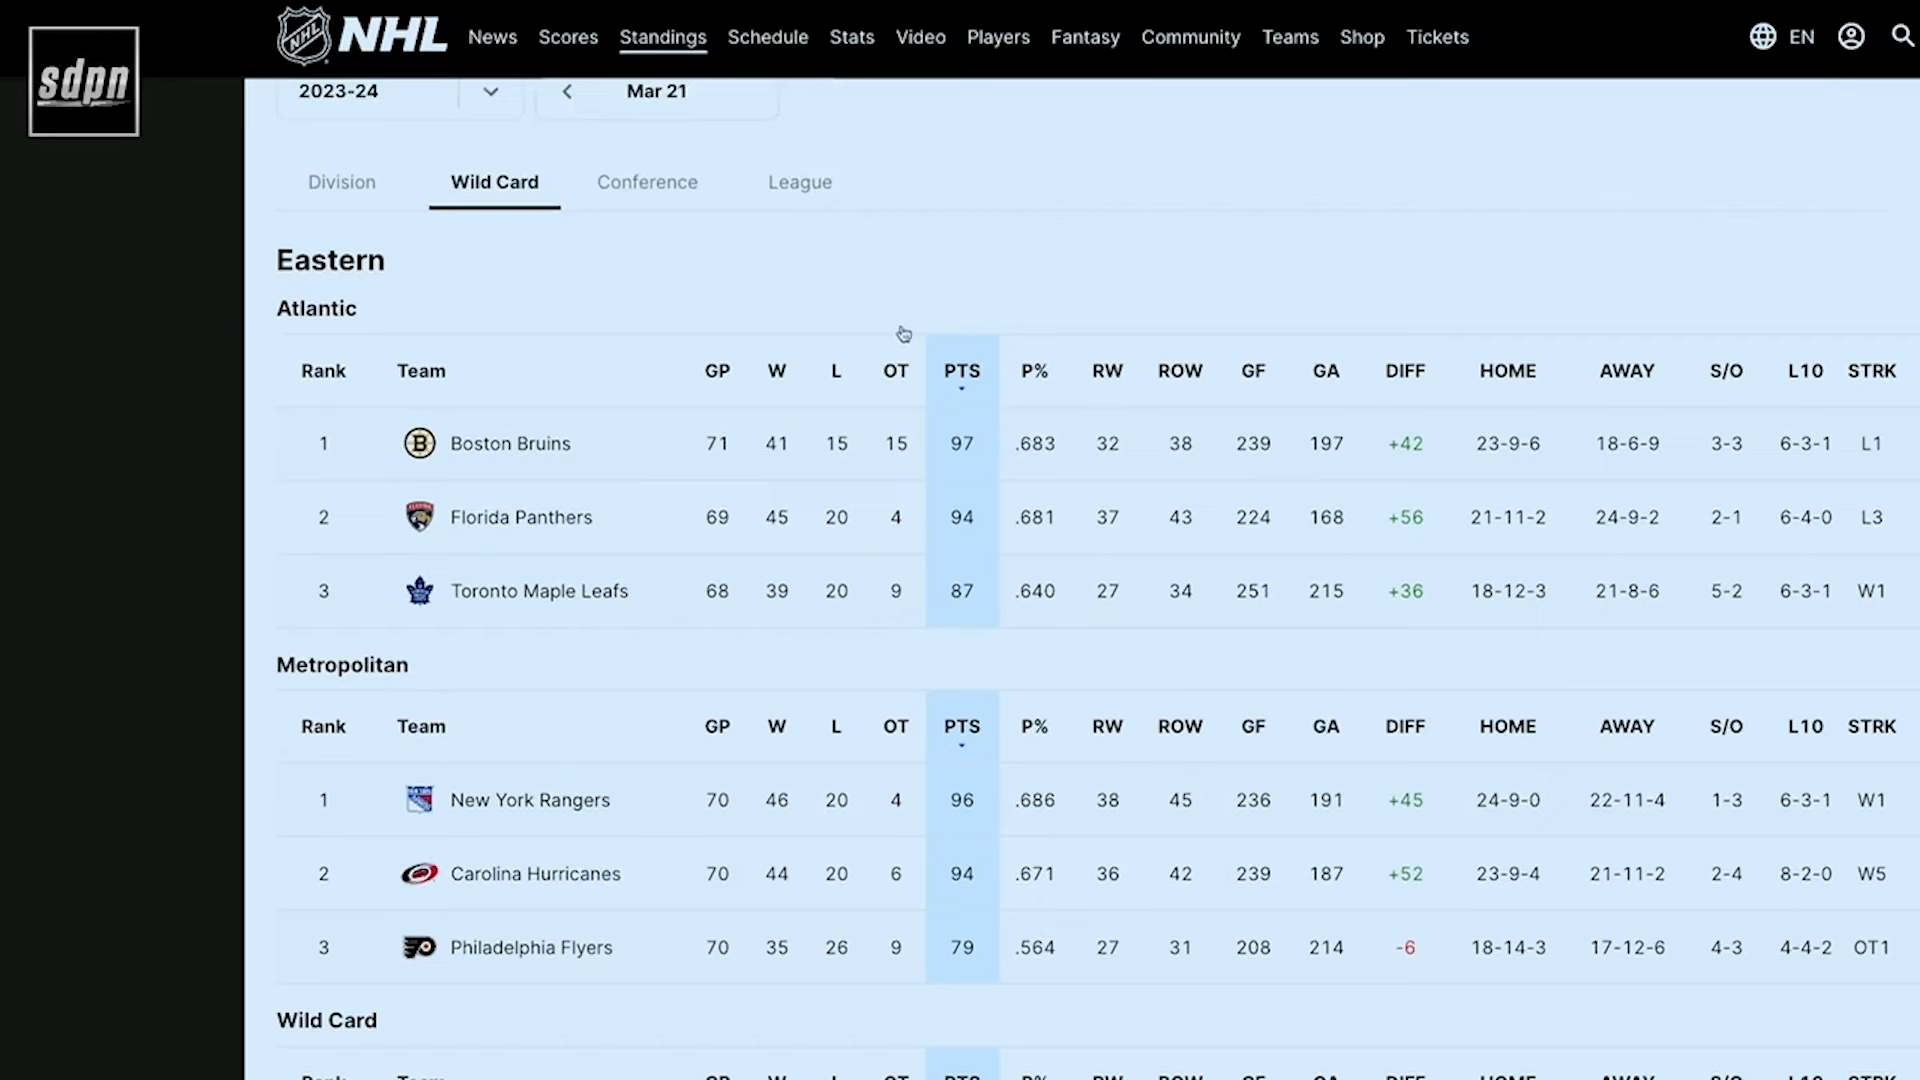 sdpn
NHL NHL News Scores Standings Schedule Stats Video Players Fantasy Community Teams Shop Tickets EN
2023-24 Mar 21
Division Wild Card Conference League
Eastern
Atlantic
Rank Team GP W L OT PTS P% RW ROW GF GA DIFF HOME AWAY S/O L10 STRK
1 B Boston Bruins 71 41 15 15 97 .683 32 38 239 197 +42 23-9-6 18-6-9 3-3 6-3-1 L1
2 Florida Panthers 69 45 20 4 94 .681 37 43 224 168 +56 21-11-2 24-9-2 2-1 6-4-0 L3
3 Toronto Maple Leafs 68 39 20 9 87 .640 27 34 251 215 +36 18-12-3 21-8-6 5-2 6-3-1 W1
Metropolitan
Rank Team GP W L OT PTS P% RW ROW GF GA DIFF HOME AWAY S/O L10 STRK
1 New York Rangers 70 46 20 4 96 .686 38 45 236 191 +45 24-9-0 22-11-4 1-3 6-3-1 W1
2 Carolina Hurricanes 70 44 20 6 94 .671 36 42 239 187 +52 23-9-4 21-11-2 2-4 8-2-0 W5
3 Philadelphia Flyers 70 35 26 9 79 .564 27 31 208 214 -6 18-14-3 17-12-6 4-3 4-4-2 OT1
Wild Card